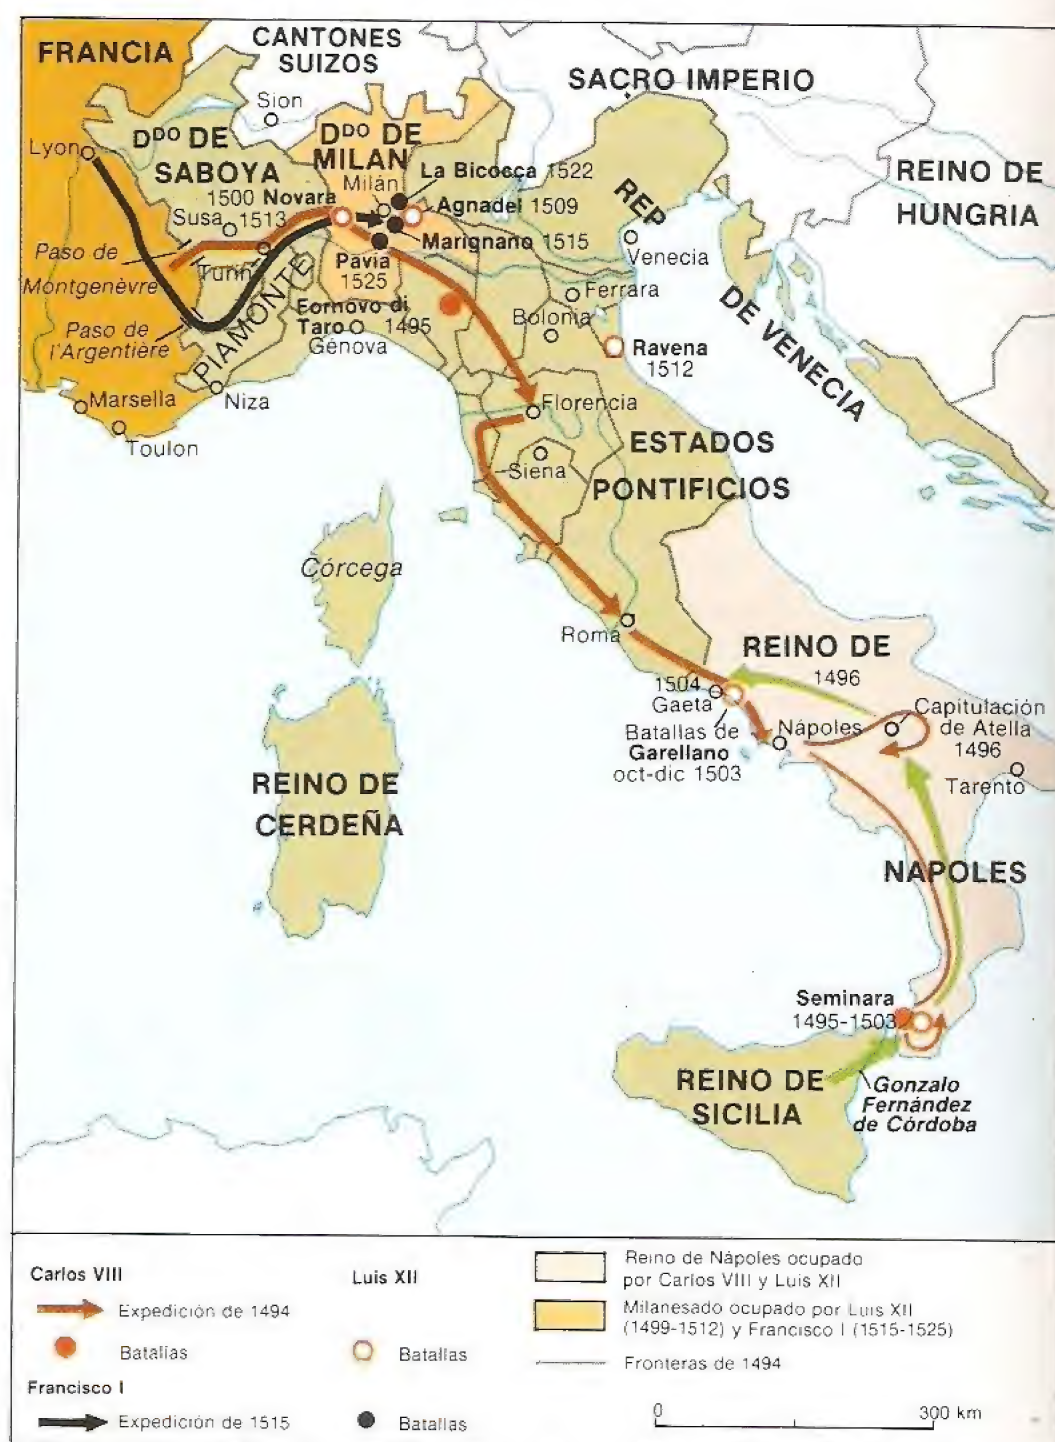 FRANCIA
CANTONES
SUIZOS
SACRO IMPERIO
Sion
Lyon
Dᴰᴼ DE
SABOYA
Dᴰᴼ DE
MILAN
Milán
La Bicocca 1522
REINO DE
HUNGRIA
1500 Novara
1513
Susa
Agnadel 1509
Marignano 1515
REP
DE VENECIA
Venecia
Paso de
Montgenèvre
Turín
Pavía
1525
Ferrara
Paso de
l'Argentière
PIAMONTE
Fornovo di
Taro
1495
Génova
Bolonia
Ravena
1512
Marsella
Niza
Florencia
Toulon
Siena
ESTADOS
PONTIFICIOS
Córcega
Roma
REINO DE
NAPOLES
1496
1504
Gaeta
Nápoles
Capitulación
de Atella
1496
Batallas de
Garellano
oct-dic 1503
Tarento
REINO DE
CERDEÑA
Seminara
1495-1503
REINO DE
SICILIA
Gonzalo
Fernández
de Córdoba
Carlos VIII
Expedición de 1494
Batallas
Francisco I
Expedición de 1515
Luis XII
Batallas
Batallas
Reino de Nápoles ocupado
por Carlos VIII y Luis XII
Milanesado ocupado por Luis XII
(1499-1512) y Francisco I (1515-1525)
Fronteras de 1494
0
300 km